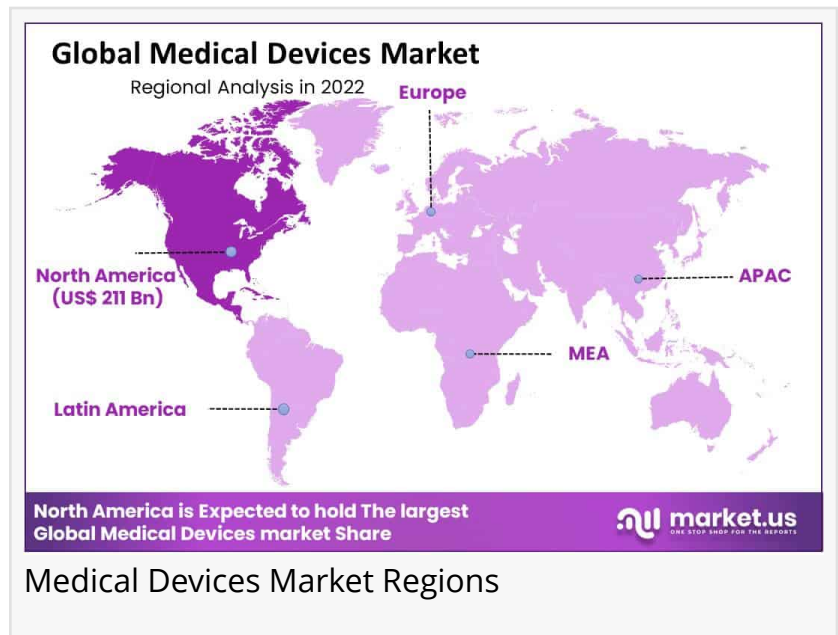 Global Medical Devices Market
Regional Analysis in 2022
Europe
North America
(US$ 211 Bn)
APAC
MEA
Latin America
North America is Expected to hold The largest
Global Medical Devices market Share
market.us
ONE STOP SHOP FOR THE REPORTS
Medical Devices Market Regions